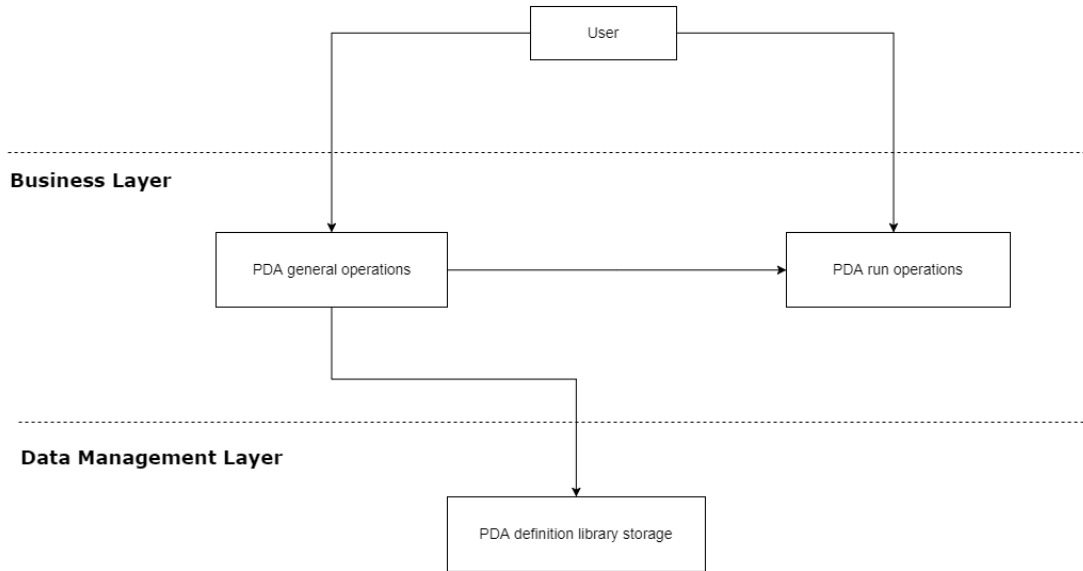 User
Business Layer
PDA general operations
PDA run operations
Data Management Layer
PDA definition library storage